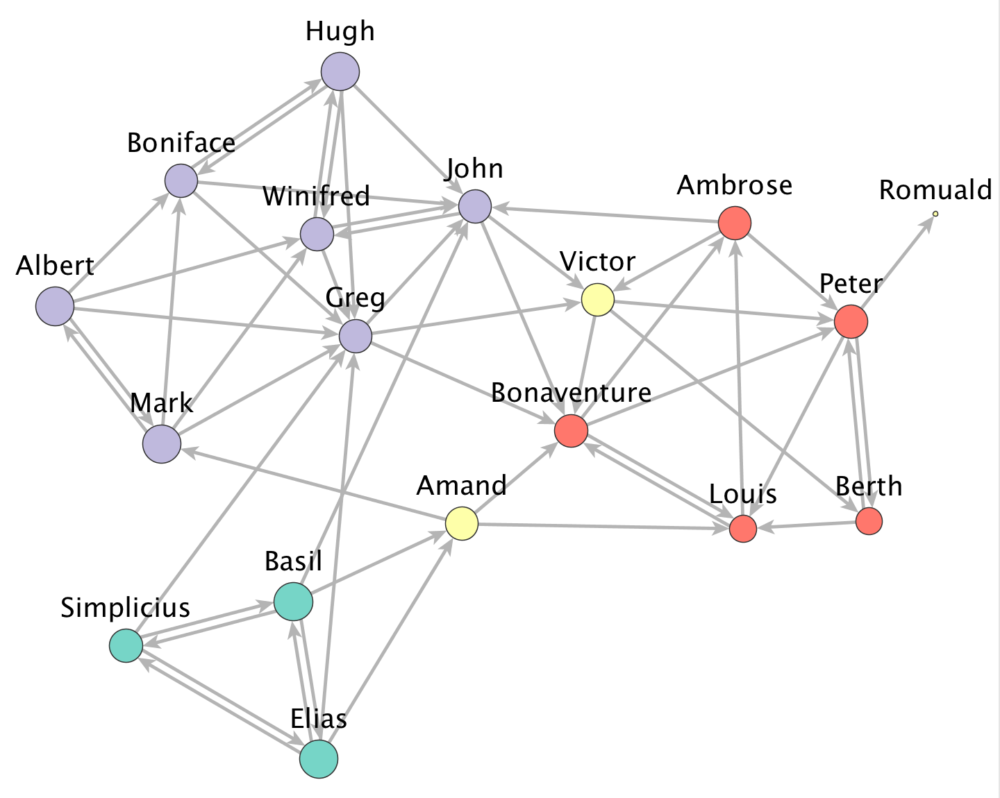 Hugh
Boniface
John
Winifred
Ambrose
Romuald
Albert
Victor
Peter
Greg
Mark
Bonaventure
Amand
Louis
Berth
Basil
Simplicius
Elias